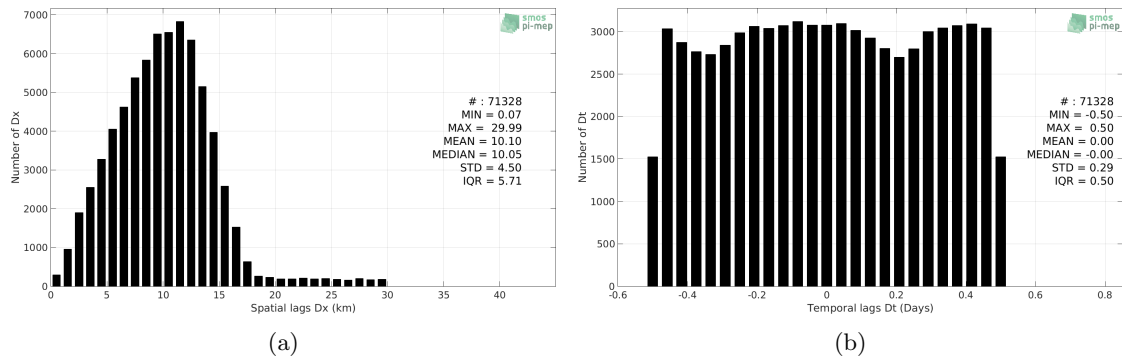 7000
6000
5000
4000
3000
2000
1000
0
Number of Dx
0 5 10 15 20 25 30 35 40
Spatial lags Dx (km)
smos
pi-mep
# : 71328
MIN = 0.07
MAX = 29.99
MEAN = 10.10
MEDIAN = 10.05
STD = 4.50
IQR = 5.71
(a)
3000
2500
2000
1500
1000
500
0
Number of Dt
-0.6 -0.4 -0.2 0 0.2 0.4 0.6 0.8
Temporal lags Dt (Days)
smos
pi-mep
# : 71328
MIN = -0.50
MAX = 0.50
MEAN = 0.00
MEDIAN = -0.00
STD = 0.29
IQR = 0.50
(b)